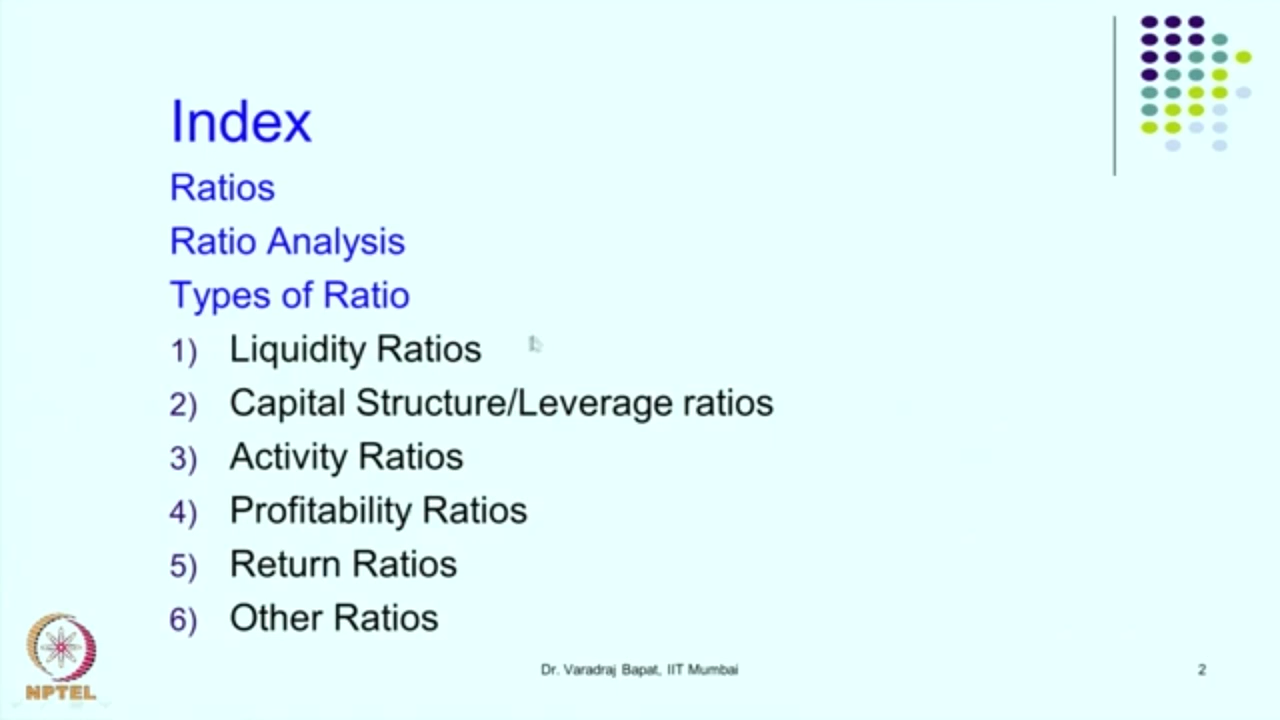 Index
Ratios
Ratio Analysis
Types of Ratio
1) Liquidity Ratios
2) Capital Structure/Leverage ratios
3) Activity Ratios
4) Profitability Ratios
5) Return Ratios
6) Other Ratios
NPTEL
Dr. Varadraj Bapat, IIT Mumbai
2